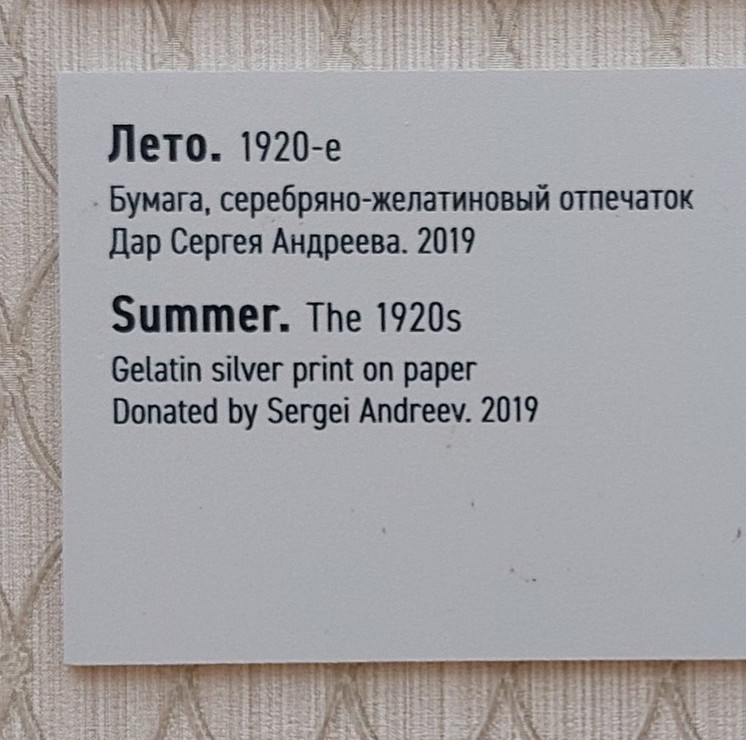 Лето. 1920-е
Бумага, серебряно-желатиновый отпечаток
Дар Сергея Андреева. 2019
Summer. The 1920s
Gelatin silver print on paper
Donated by Sergei Andreev. 2019